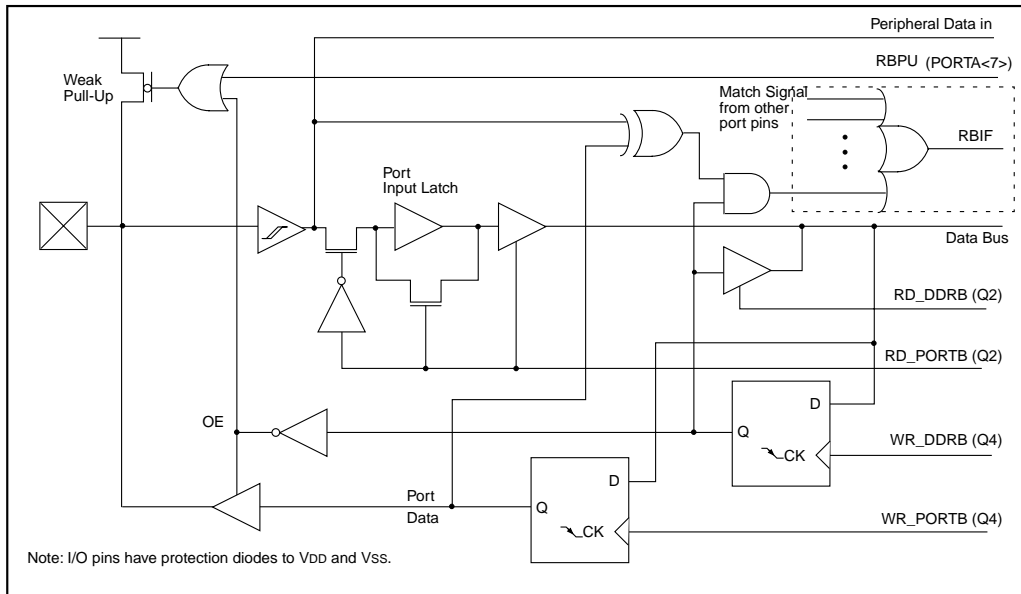 Peripheral Data in
RBPU (PORTA<7>)
Weak
Pull-Up
Match Signal
from other
port pins
RBIF
Port
Input Latch
Data Bus
RD_DDRB (Q2)
RD_PORTB (Q2)
D
OE
Q
WR_DDRB (Q4)
CK
D
Port
Data
Q
WR_PORTB (Q4)
CK
Note: I/O pins have protection diodes to VDD and VSS.